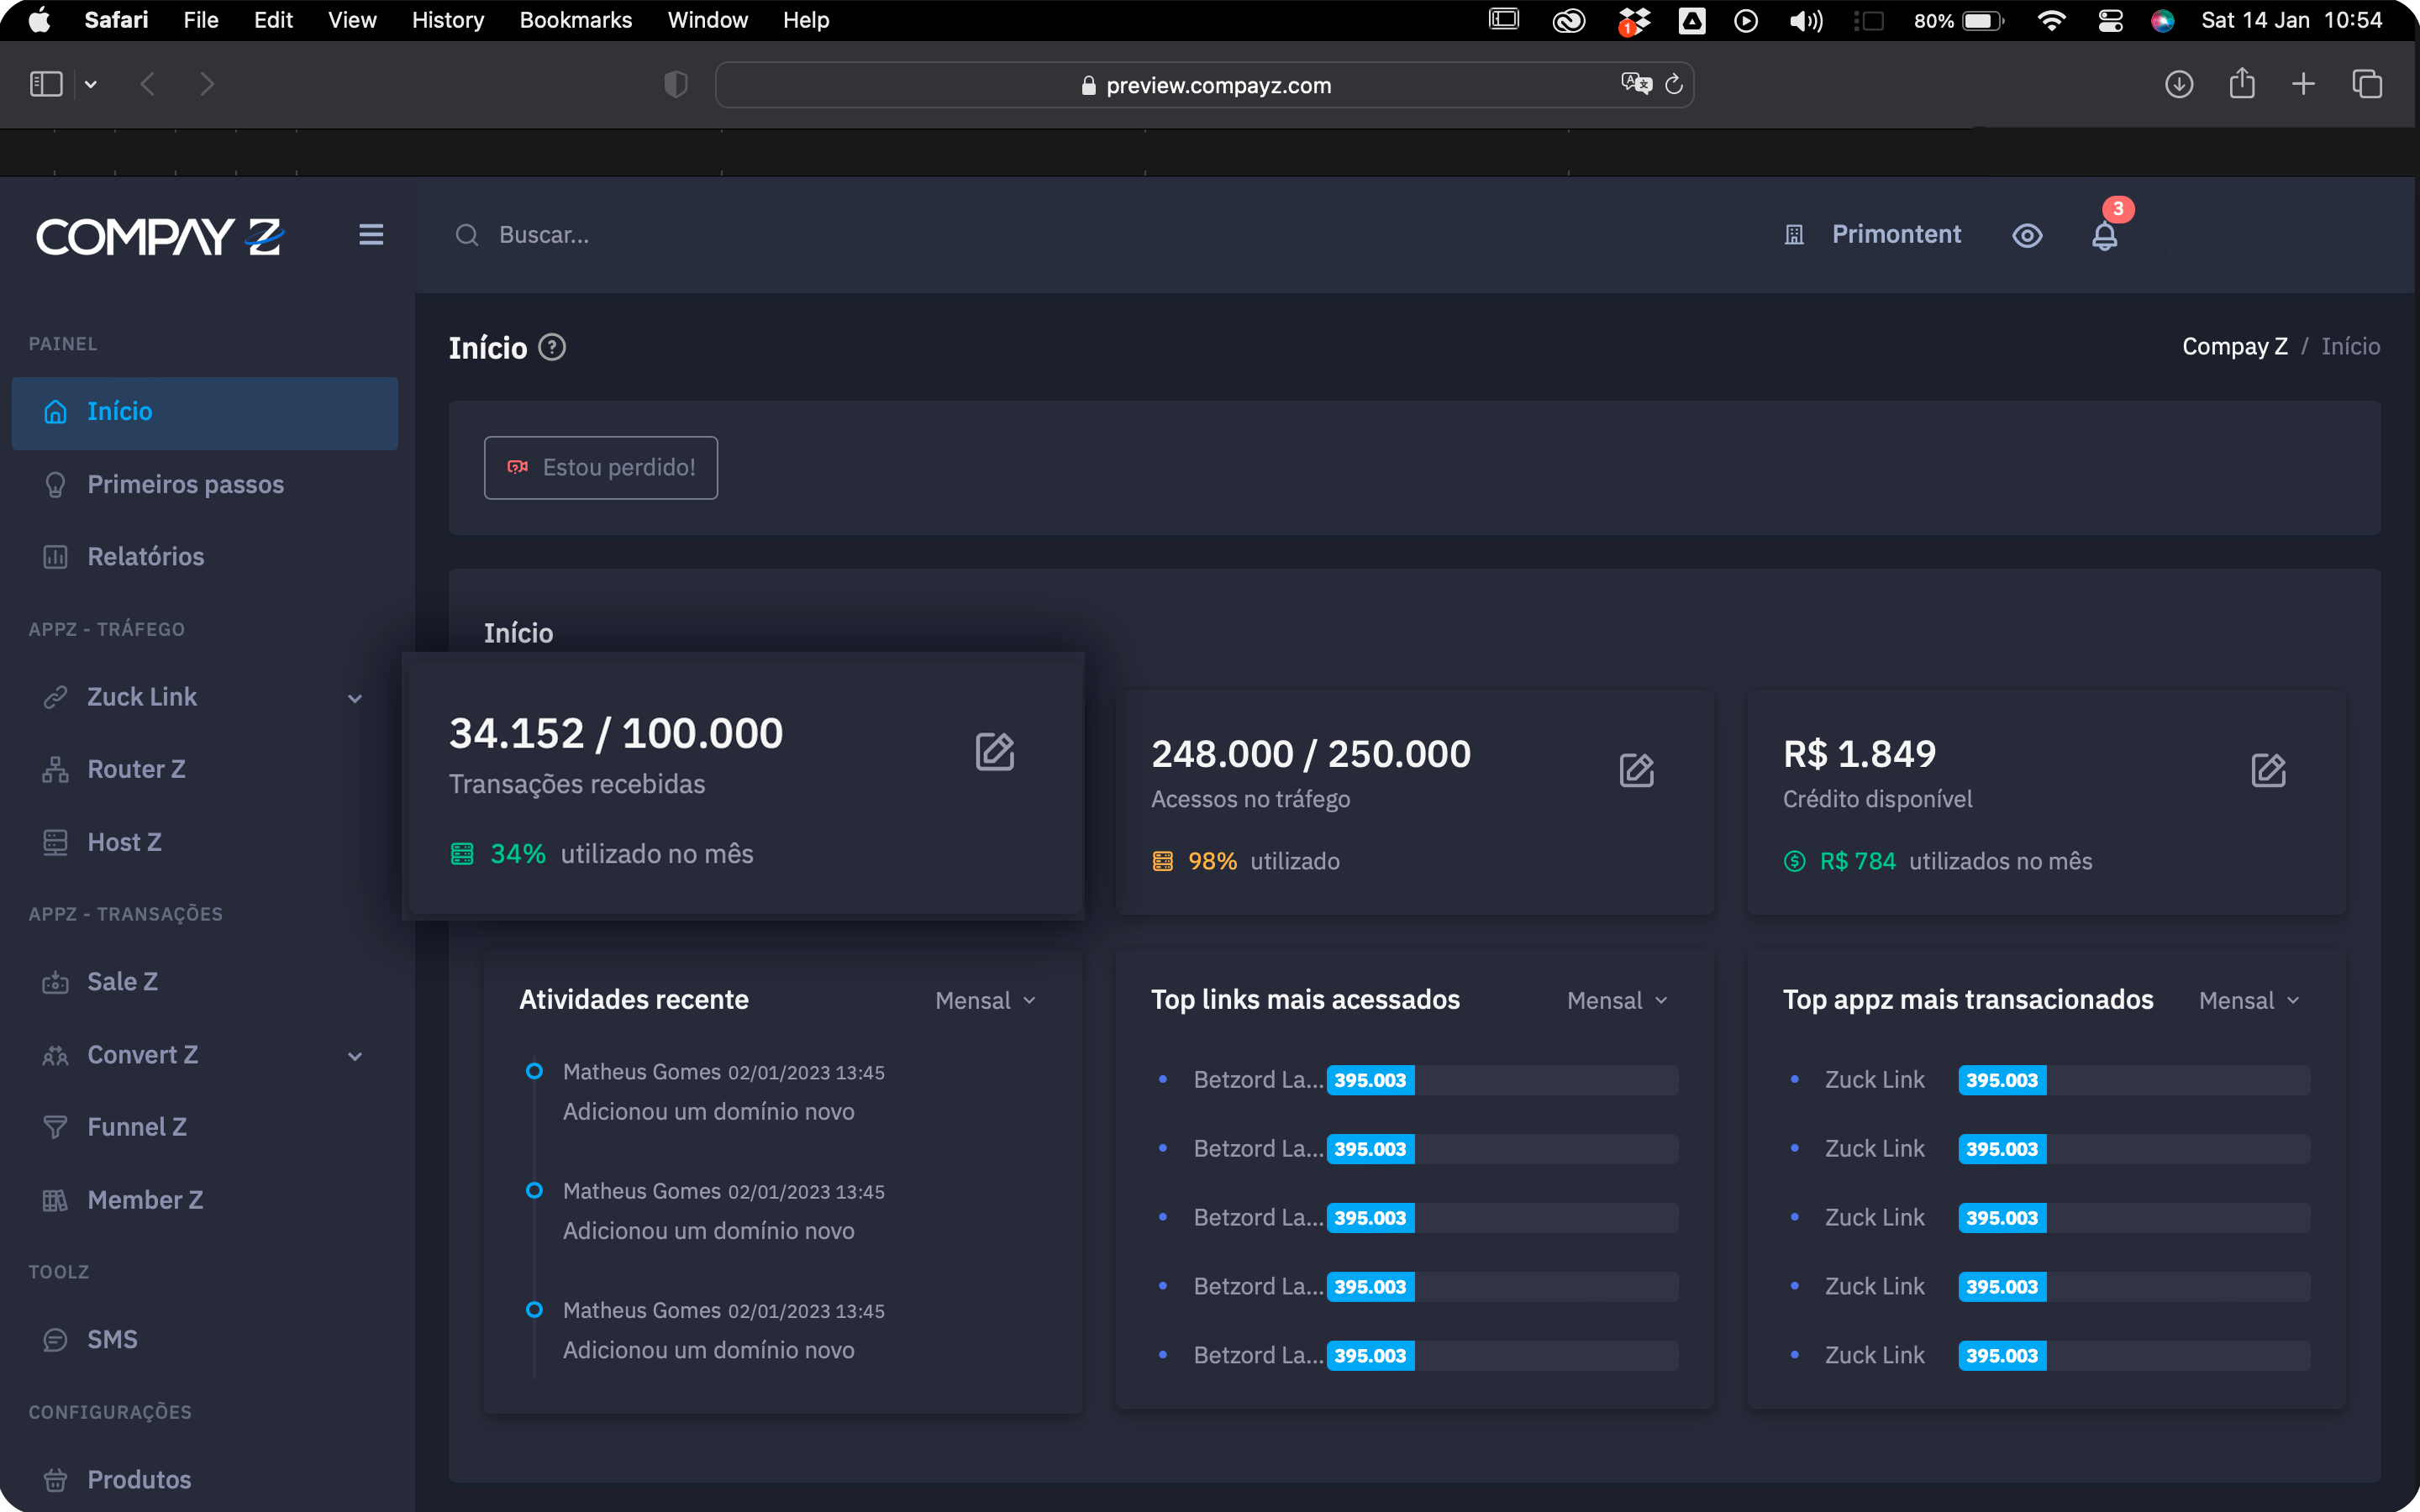 Safari File Edit View History Bookmarks Window Help 1 80% Sat 14 Jan 10:54
preview.compayz.com
COMPAY Z Buscar... Primontent 3
PAINEL
Início
Primeiros passos
Relatórios
APPZ - TRÁFEGO
Zuck Link
Router Z
Host Z
APPZ - TRANSAÇÕES
Sale Z
Convert Z
Funnel Z
Member Z
TOOLZ
SMS
CONFIGURAÇÕES
Produtos
Início ? Compay Z / Início
Estou perdido!
Início
34.152 / 100.000
Transações recebidas
34% utilizado no mês
248.000 / 250.000
Acessos no tráfego
98% utilizado
R$ 1.849
Crédito disponível
R$ 784 utilizados no mês
Atividades recente Mensal
Matheus Gomes 02/01/2023 13:45
Adicionou um domínio novo
Matheus Gomes 02/01/2023 13:45
Adicionou um domínio novo
Matheus Gomes 02/01/2023 13:45
Adicionou um domínio novo
Top links mais acessados Mensal
Betzord La... 395.003
Betzord La... 395.003
Betzord La... 395.003
Betzord La... 395.003
Betzord La... 395.003
Top appz mais transacionados Mensal
Zuck Link 395.003
Zuck Link 395.003
Zuck Link 395.003
Zuck Link 395.003
Zuck Link 395.003